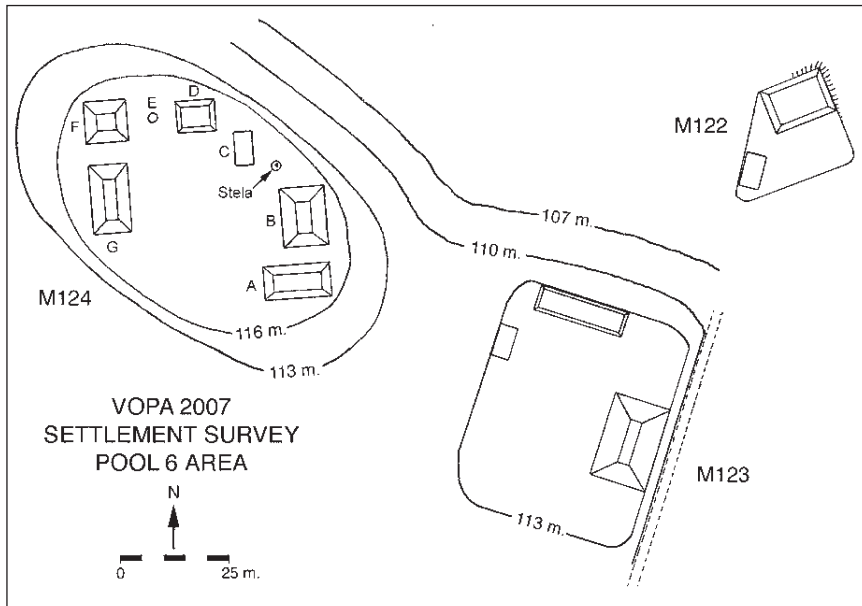 D
E
F
C
Stela
B
G
A
M124
116 m.
113 m.
M122
107 m.
110 m.
M123
113 m.
VOPA 2007
SETTLEMENT SURVEY
POOL 6 AREA
N
0 25 m.